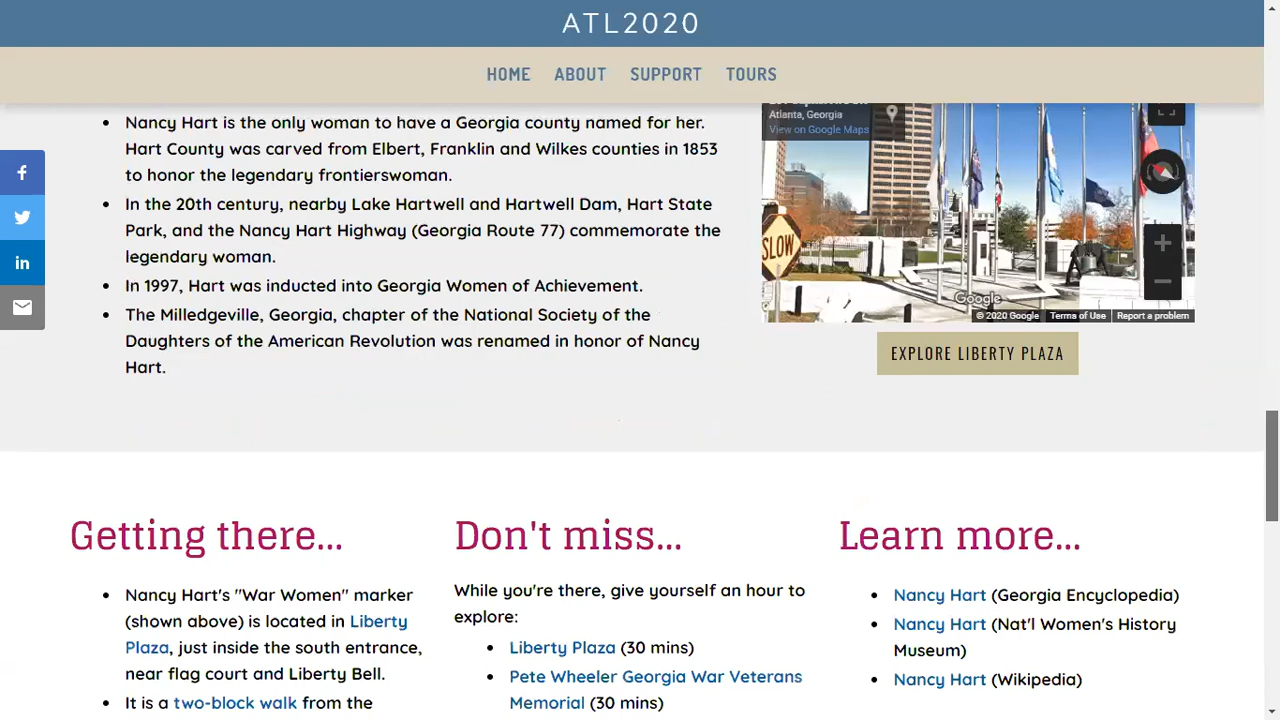 ATL2020
HOME ABOUT SUPPORT TOURS
Nancy Hart is the only woman to have a Georgia county named for her.
Hart County was carved from Elbert, Franklin and Wilkes counties in 1853
to honor the legendary frontierswoman.
In the 20th century, nearby Lake Hartwell and Hartwell Dam, Hart State
Park, and the Nancy Hart Highway (Georgia Route 77) commemorate the
legendary woman.
In 1997, Hart was inducted into Georgia Women of Achievement.
The Milledgeville, Georgia, chapter of the National Society of the
Daughters of the American Revolution was renamed in honor of Nancy
Hart.
Atlanta, Georgia
View on Google Maps
SLOW
Google
© 2020 Google Terms of Use Report a problem
EXPLORE LIBERTY PLAZA
Getting there...
Nancy Hart's "War Women" marker
(shown above) is located in Liberty
Plaza, just inside the south entrance,
near flag court and Liberty Bell.
It is a two-block walk from the
Don't miss...
While you're there, give yourself an hour to
explore:
Liberty Plaza (30 mins)
Pete Wheeler Georgia War Veterans
Memorial (30 mins)
Learn more...
Nancy Hart (Georgia Encyclopedia)
Nancy Hart (Nat'l Women's History
Museum)
Nancy Hart (Wikipedia)